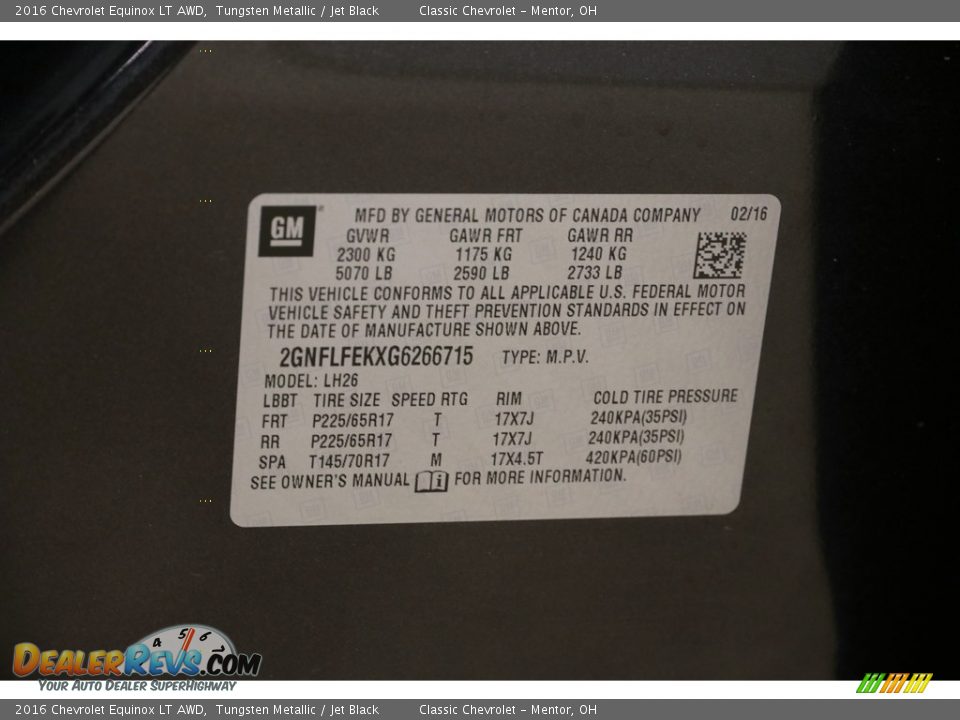 2016 Chevrolet Equinox LT AWD, Tungsten Metallic / Jet Black Classic Chevrolet – Mentor, OH
GM MFD BY GENERAL MOTORS OF CANADA COMPANY 02/16
GVWR GAWR FRT GAWR RR
2300 KG 1175 KG 1240 KG
5070 LB 2590 LB 2733 LB
THIS VEHICLE CONFORMS TO ALL APPLICABLE U.S. FEDERAL MOTOR
VEHICLE SAFETY AND THEFT PREVENTION STANDARDS IN EFFECT ON
THE DATE OF MANUFACTURE SHOWN ABOVE.
2GNFLFEKXG6266715 TYPE: M.P.V.
MODEL: LH26
LBBT TIRE SIZE SPEED RTG RIM COLD TIRE PRESSURE
FRT P225/65R17 T 17X7J 240KPA(35PSI)
RR P225/65R17 T 17X7J 240KPA(35PSI)
SPA T145/70R17 M 17X4.5T 420KPA(60PSI)
SEE OWNER'S MANUAL i FOR MORE INFORMATION.
4 5 6 7
DEALERREVS.COM
YOUR AUTO DEALER SUPERHIGHWAY
2016 Chevrolet Equinox LT AWD, Tungsten Metallic / Jet Black Classic Chevrolet – Mentor, OH